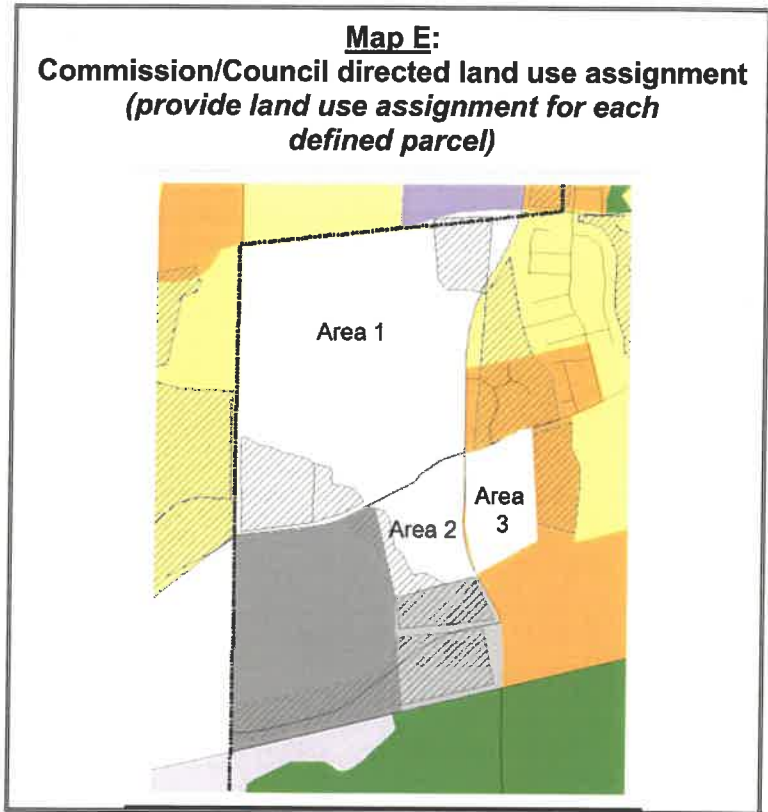 Map E:
Commission/Council directed land use assignment
(provide land use assignment for each
defined parcel)
Area 1
Area 2
Area
3